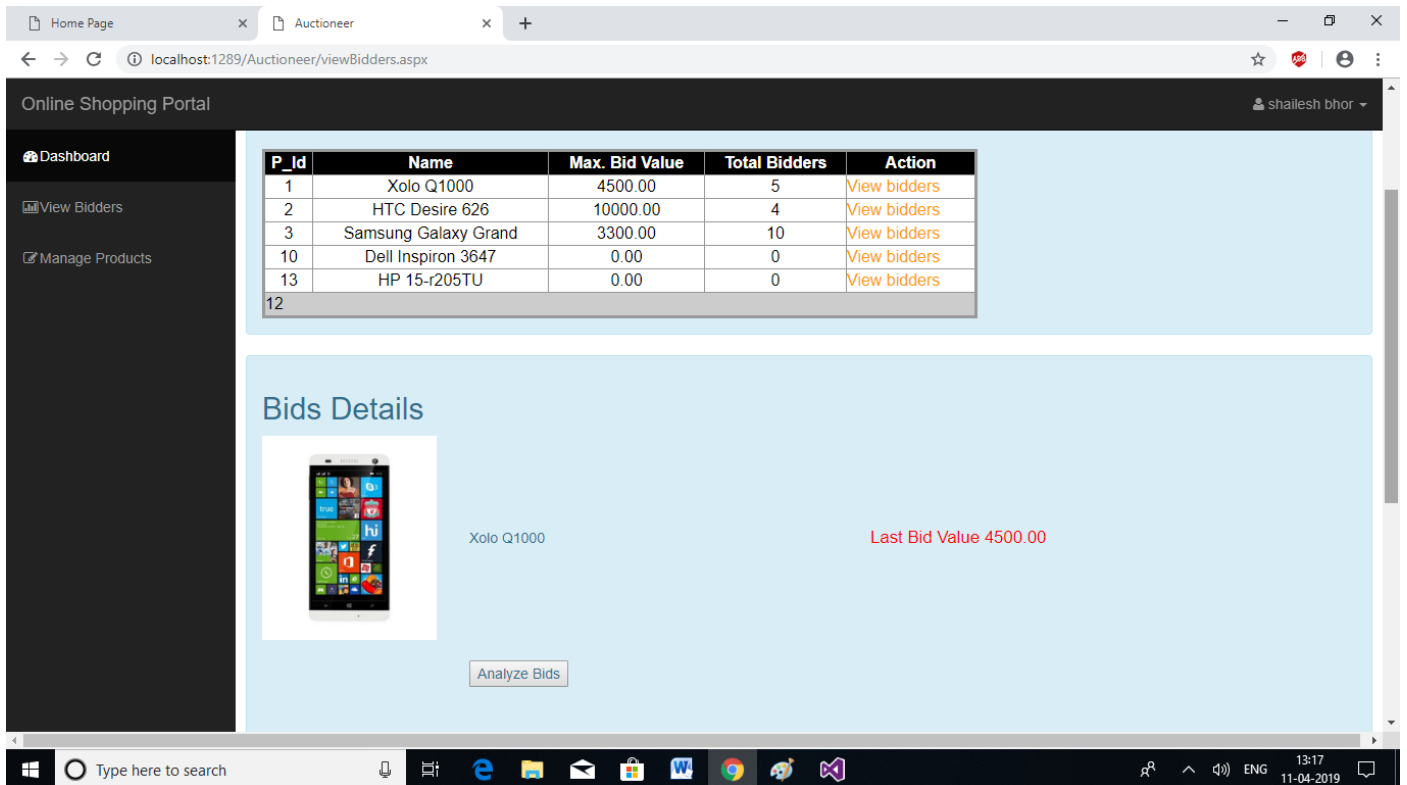 Home Page
Auctioneer
localhost:1289/Auctioneer/viewBidders.aspx
ABP
Online Shopping Portal
shailesh bhor
Dashboard
View Bidders
Manage Products
P_Id Name Max. Bid Value Total Bidders Action
1 Xolo Q1000 4500.00 5 View bidders
2 HTC Desire 626 10000.00 4 View bidders
3 Samsung Galaxy Grand 3300.00 10 View bidders
10 Dell Inspiron 3647 0.00 0 View bidders
13 HP 15-r205TU 0.00 0 View bidders
12
Bids Details
true
hi
in
Xolo Q1000
Last Bid Value 4500.00
Analyze Bids
Type here to search
ENG
13:17
11-04-2019